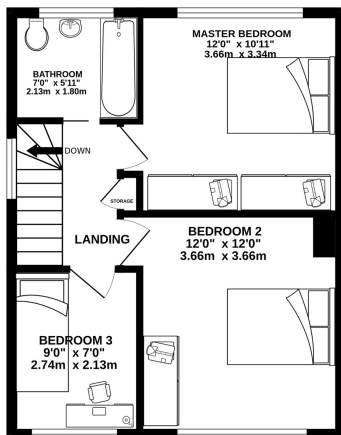 MASTER BEDROOM
12'0" x 10'11"
3.66m x 3.34m
BATHROOM
7'0" x 5'11"
2.13m x 1.80m
DOWN
STORAGE
LANDING
BEDROOM 2
12'0" x 12'0"
3.66m x 3.66m
BEDROOM 3
9'0" x 7'0"
2.74m x 2.13m